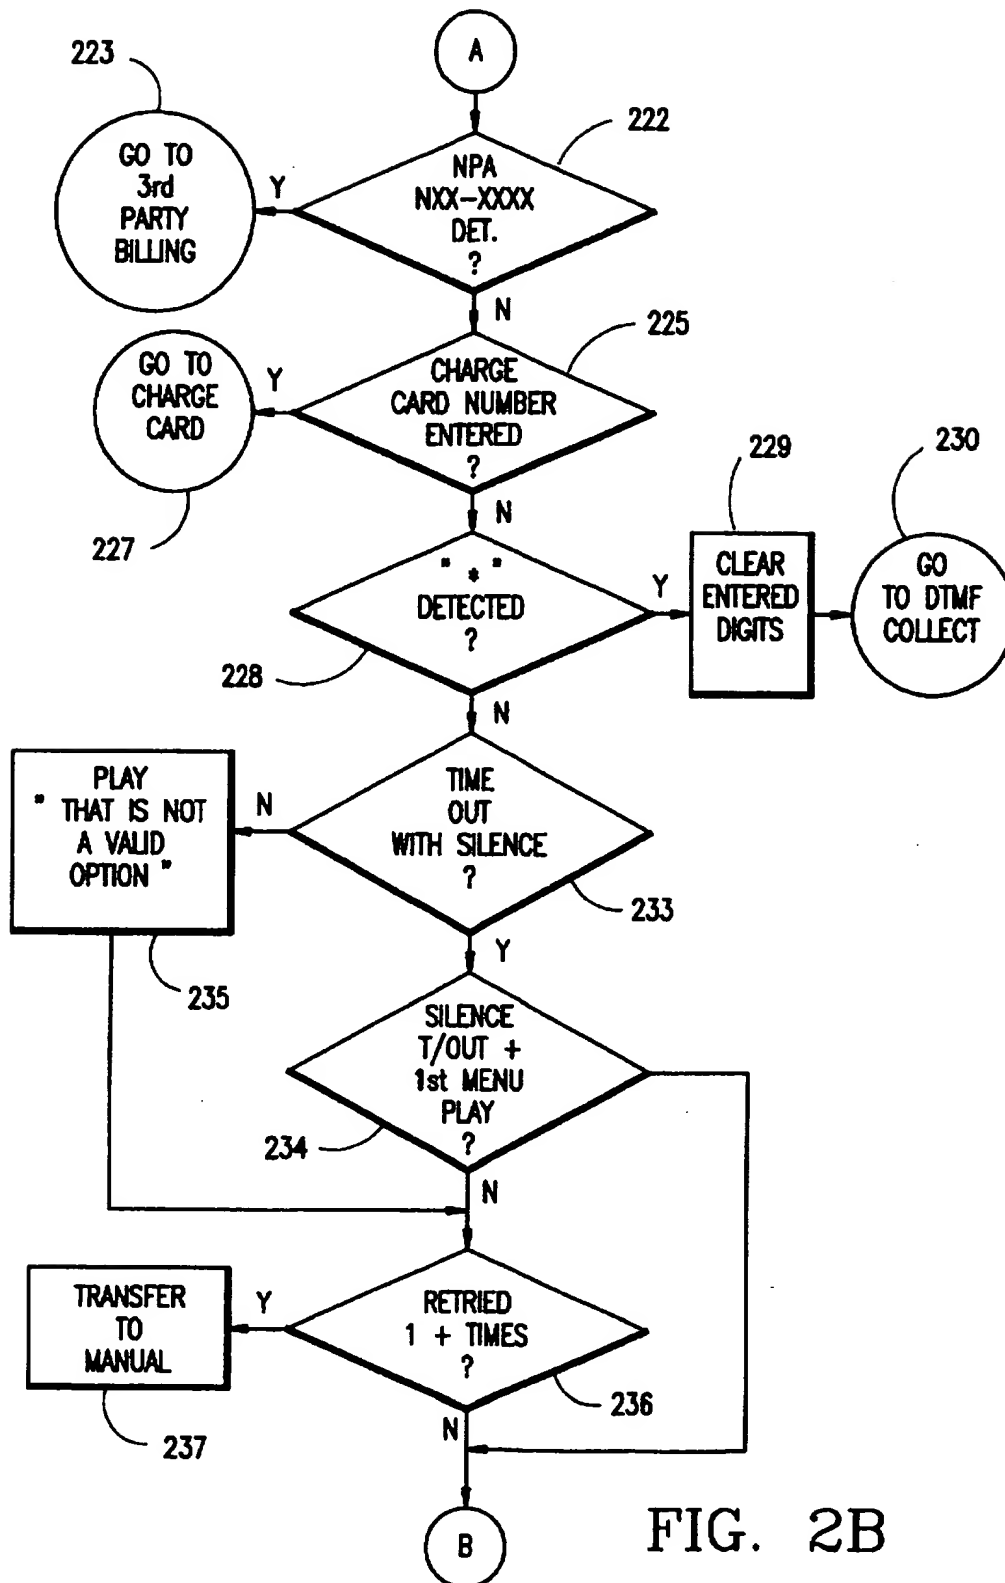 A
223
222
GO TO
3rd
PARTY
BILLING
Y
NPA
NXX-XXXX
DET.
?
N
225
GO TO
CHARGE
CARD
Y
CHARGE
CARD NUMBER
ENTERED
?
227
N
229
230
" * "
DETECTED
?
Y
CLEAR
ENTERED
DIGITS
GO
TO DTMF
COLLECT
228
N
PLAY
" THAT IS NOT
A VALID
OPTION "
N
TIME
OUT
WITH SILENCE
?
233
235
Y
SILENCE
T/OUT +
1st MENU
PLAY
?
234
N
TRANSFER
TO
MANUAL
Y
RETRIED
1 + TIMES
?
236
237
N
B
FIG. 2B